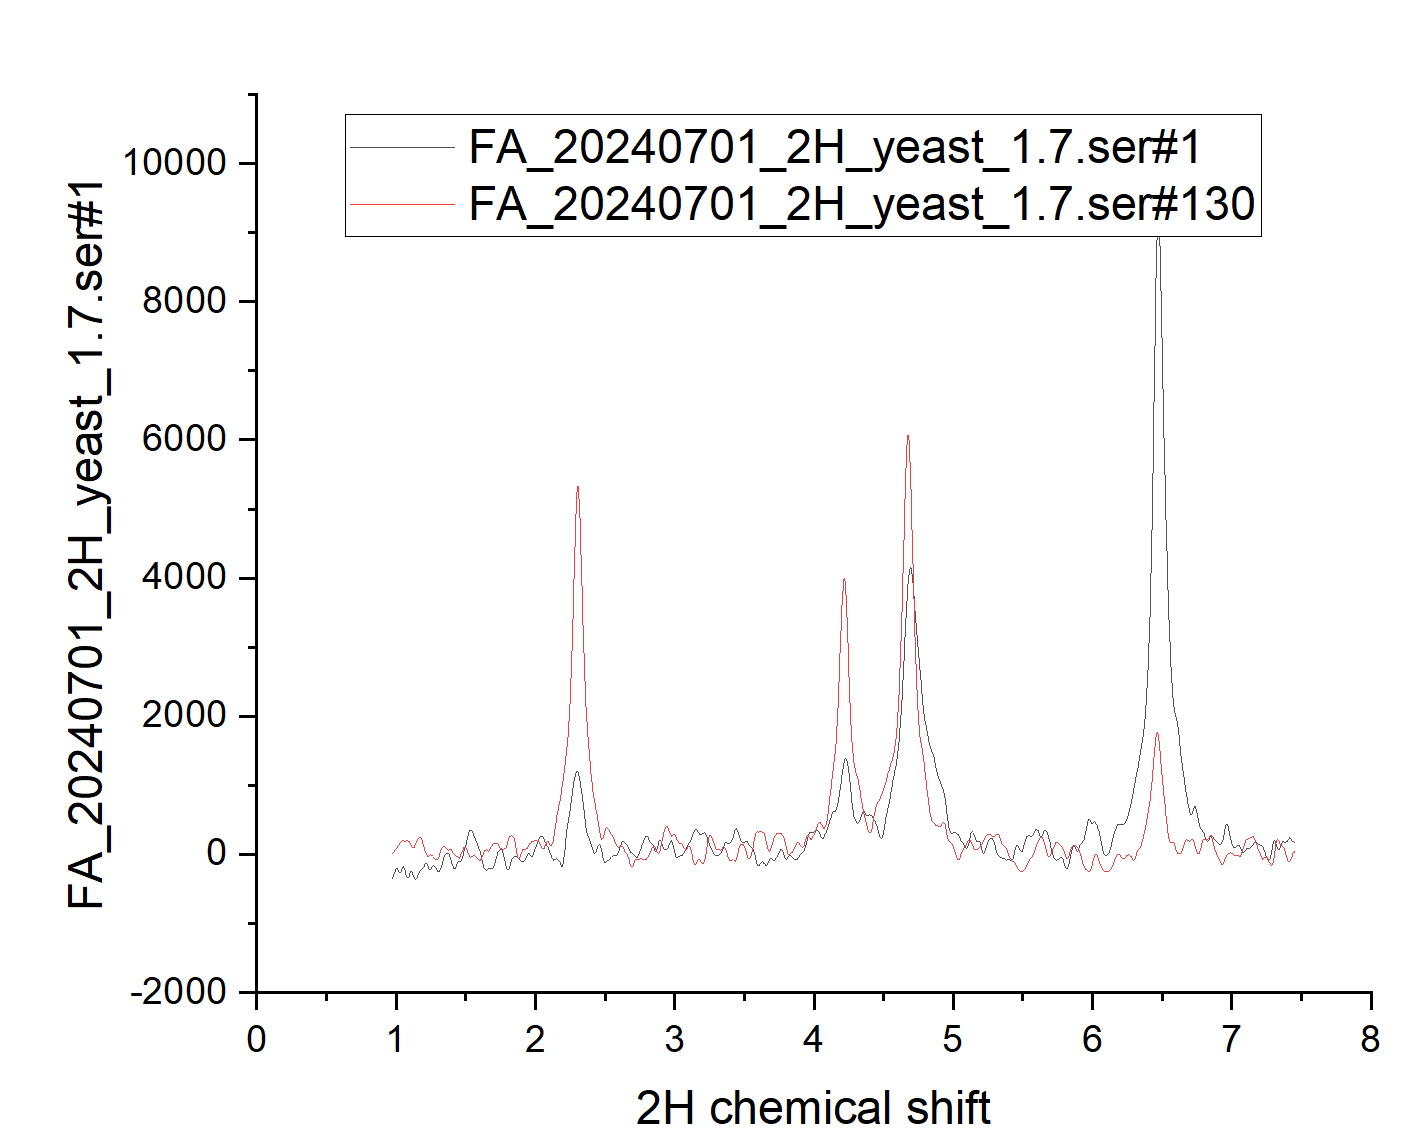 FA_20240701_2H_yeast_1.7.ser#1
FA_20240701_2H_yeast_1.7.ser#130
FA_20240701_2H_yeast_1.7.ser#1
10000
8000
6000
4000
2000
0
-2000
0 1 2 3 4 5 6 7 8
2H chemical shift